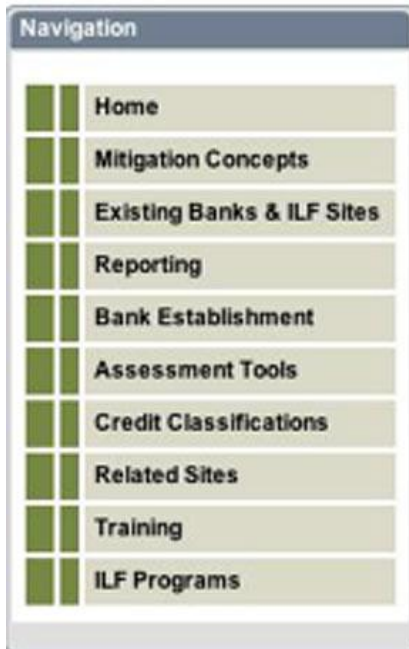 Navigation
Home
Mitigation Concepts
Existing Banks & ILF Sites
Reporting
Bank Establishment
Assessment Tools
Credit Classifications
Related Sites
Training
ILF Programs